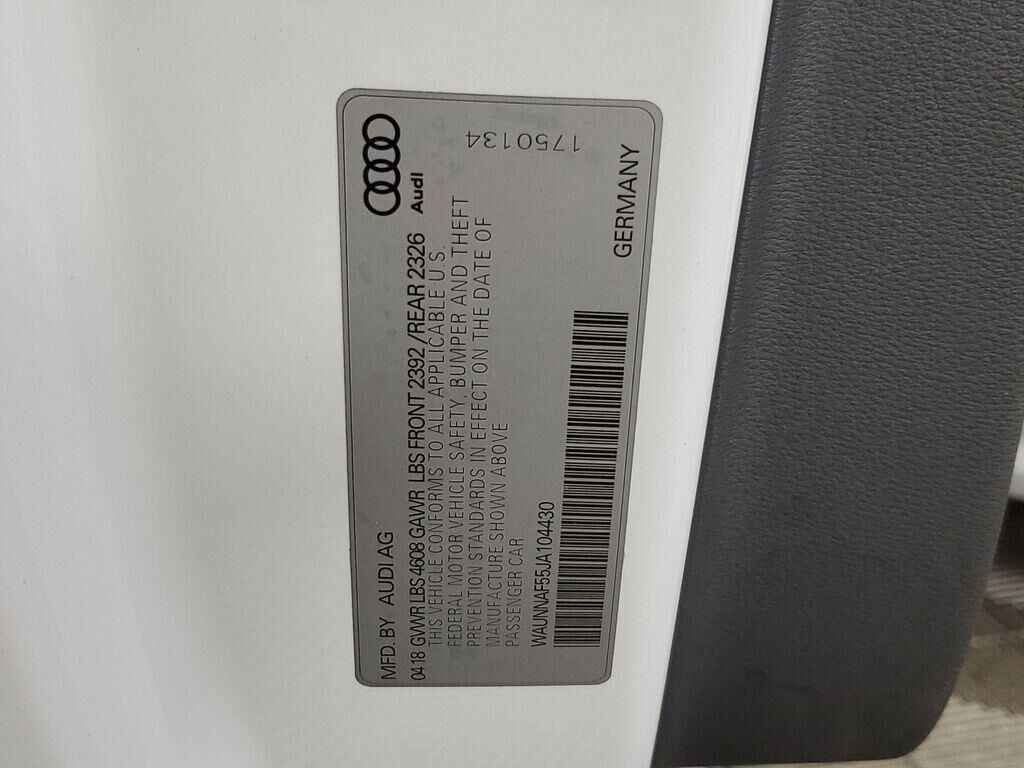 MFD. BY AUDI AG
0418 GVWR LBS 4608 GAWR LBS FRONT 2392 / REAR 2326
THIS VEHICLE CONFORMS TO ALL APPLICABLE U.S.
FEDERAL MOTOR VEHICLE SAFETY, BUMPER AND THEFT
PREVENTION STANDARDS IN EFFECT ON THE DATE OF
MANUFACTURE SHOWN ABOVE
PASSENGER CAR
WAUNNAF55JA104430
Audi
1750134
GERMANY